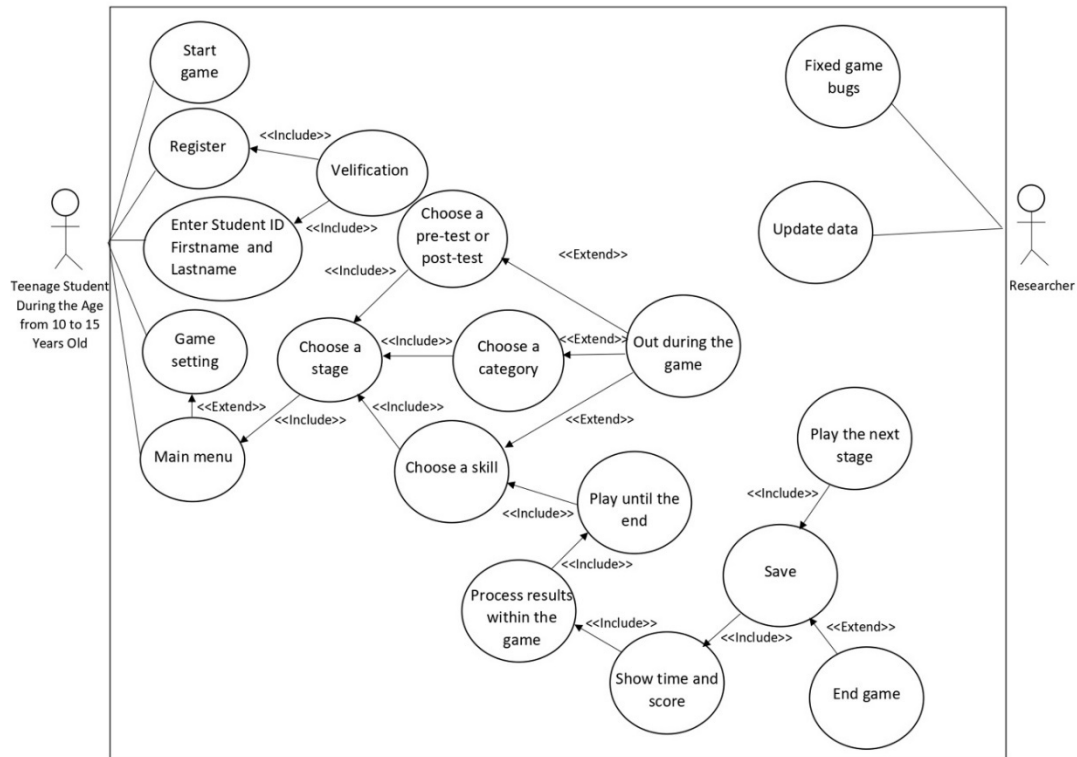 Start
game
Fixed game
bugs
Register
<<Include>>
Velification
Enter Student ID
Firstname and
Lastname
<<Include>>
Choose a
pre-test or
post-test
Update data
<<Include>>
<<Extend>>
Teenage Student
During the Age
from 10 to 15
Years Old
Researcher
Game
setting
Choose a
stage
<<Include>>
Choose a
category
<<Extend>>
Out during the
game
<<Extend>>
<<Include>>
<<Include>>
<<Extend>>
Main menu
Choose a skill
Play the next
stage
Play until the
end
<<Include>>
<<Include>>
<<Include>>
Save
Process results
within the
game
<<Include>>
<<Include>>
<<Extend>>
Show time and
score
End game